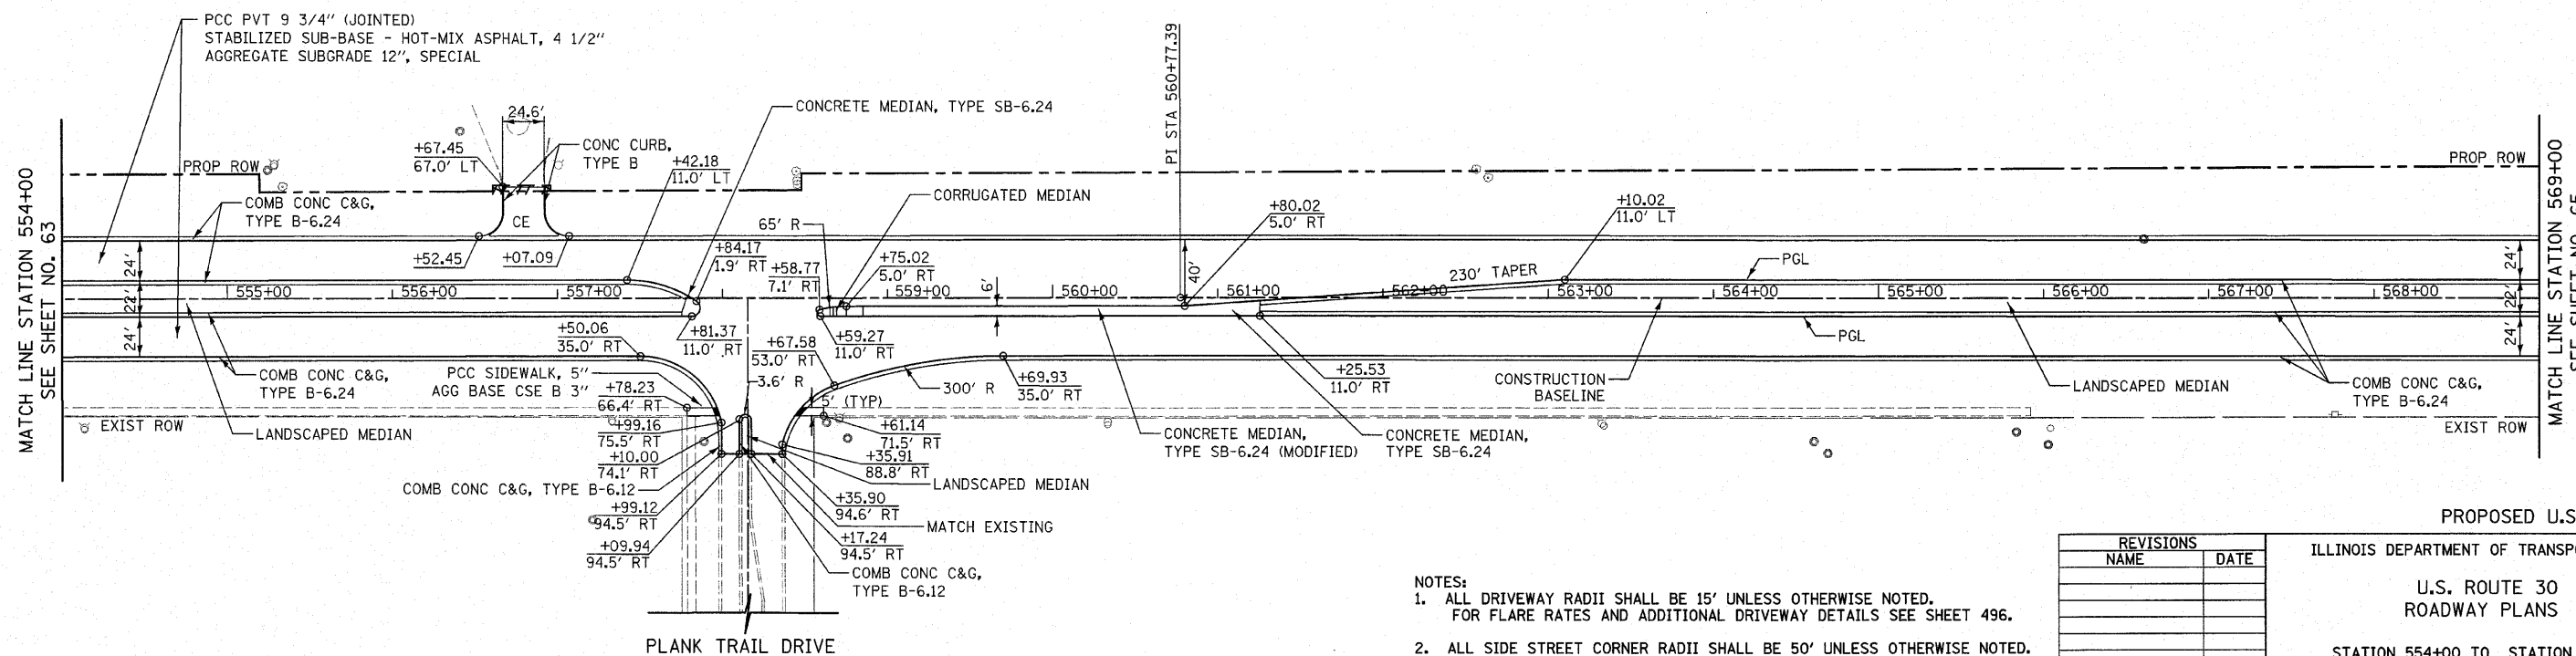 PCC PVT 9 3/4" (JOINTED)
STABILIZED SUB-BASE - HOT-MIX ASPHALT, 4 1/2"
AGGREGATE SUBGRADE 12", SPECIAL
PI STA 560+77.39
24.6'
CONCRETE MEDIAN, TYPE SB-6.24
CONC CURB,
TYPE B
+67.45
67.0' LT
+42.18
11.0' LT
PROP ROW
PROP ROW
MATCH LINE STATION 554+00
SEE SHEET NO. 63
MATCH LINE STATION 569+00
COMB CONC C&G,
TYPE B-6.24
CE
CORRUGATED MEDIAN
65' R
+80.02
5.0' RT
+10.02
11.0' LT
+52.45
+07.09
+84.17
1.9' RT
+58.77
7.1' RT
+75.02
5.0' RT
24'
22'
24'
40'
6'
230' TAPER
PGL
24'
22'
24'
555+00
556+00
557+00
559+00
560+00
561+00
562+00
563+00
564+00
565+00
566+00
567+00
568+00
+50.06
35.0' RT
+81.37
11.0' RT
+59.27
11.0' RT
+67.58
53.0' RT
PGL
COMB CONC C&G,
TYPE B-6.24
PCC SIDEWALK, 5"
AGG BASE CSE B 3"
3.6' R
300' R
+69.93
35.0' RT
+25.53
11.0' RT
CONSTRUCTION
BASELINE
LANDSCAPED MEDIAN
COMB CONC C&G,
TYPE B-6.24
+78.23
66.4' RT
5' (TYP)
EXIST ROW
LANDSCAPED MEDIAN
+99.16
75.5' RT
+61.14
71.5' RT
CONCRETE MEDIAN,
TYPE SB-6.24 (MODIFIED)
CONCRETE MEDIAN,
TYPE SB-6.24
EXIST ROW
+10.00
74.1' RT
+35.91
88.8' RT
COMB CONC C&G, TYPE B-6.12
LANDSCAPED MEDIAN
+99.12
94.5' RT
+35.90
94.6' RT
MATCH EXISTING
+09.94
94.5' RT
+17.24
94.5' RT
COMB CONC C&G,
TYPE B-6.12
PLANK TRAIL DRIVE
NOTES:
1. ALL DRIVEWAY RADII SHALL BE 15' UNLESS OTHERWISE NOTED.
FOR FLARE RATES AND ADDITIONAL DRIVEWAY DETAILS SEE SHEET 496.
2. ALL SIDE STREET CORNER RADII SHALL BE 50' UNLESS OTHERWISE NOTED.
PROPOSED U.S
REVISIONS
NAME DATE
ILLINOIS DEPARTMENT OF TRANSP
U.S. ROUTE 30
ROADWAY PLANS
STATION 554+00 TO STATION